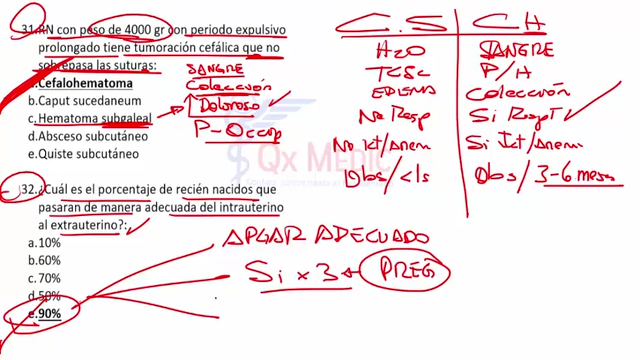 31.RN con peso de 4000 gr con periodo expulsivo
prolongado tiene tumoración cefálica que no
sobrepasa las suturas:
a.Cefalohematoma
b.Caput sucedaneum
c.Hematoma subgaleal
d.Absceso subcutáneo
e.Quiste subcutáneo
SANGRE
Colección
Doloroso
P-Occip
C.S
CH
H2O
SANGRE
TCSC
P/H
EDEMA
Colección
No Resp
Si RespT
No Ict/Anem
Si Ict/Anem
Obs/<1s
Obs/3-6 meses
Qx MEDIC
32.¿Cuál es el porcentaje de recién nacidos que
pasaran de manera adecuada del intrauterino
al extrauterino?:
a.10%
b.60%
c.70%
d.50%
e.90%
APGAR ADECUADO
Si x 3
PREG